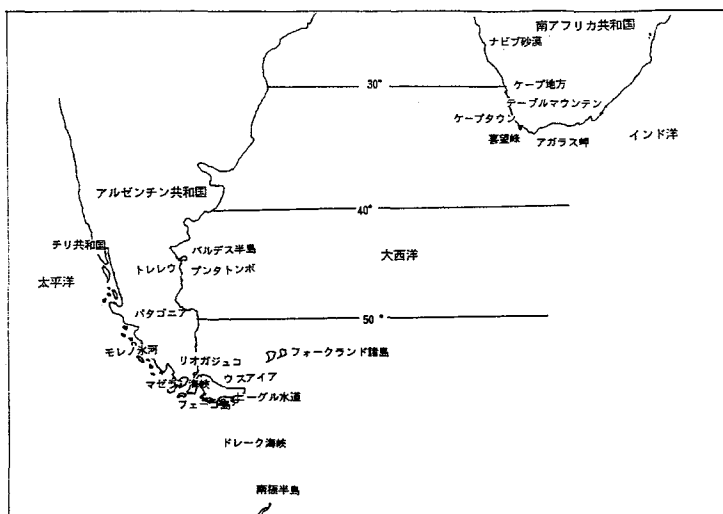 南アフリカ共和国
ナビブ砂漠
30°
ケープ地方
テーブルマウンテン
ケープタウン
喜望峰
アガラス岬
インド洋
アルゼンチン共和国
40°
チリ共和国
バルデス半島
大西洋
トレレウ
プンタトンボ
太平洋
パタゴニア
50°
モレノ氷河
フォークランド諸島
リオガジュコ
マゼラン海峡
ウスアイア
フェーゴ島
ビーグル水道
ドレーク海峡
南極半島